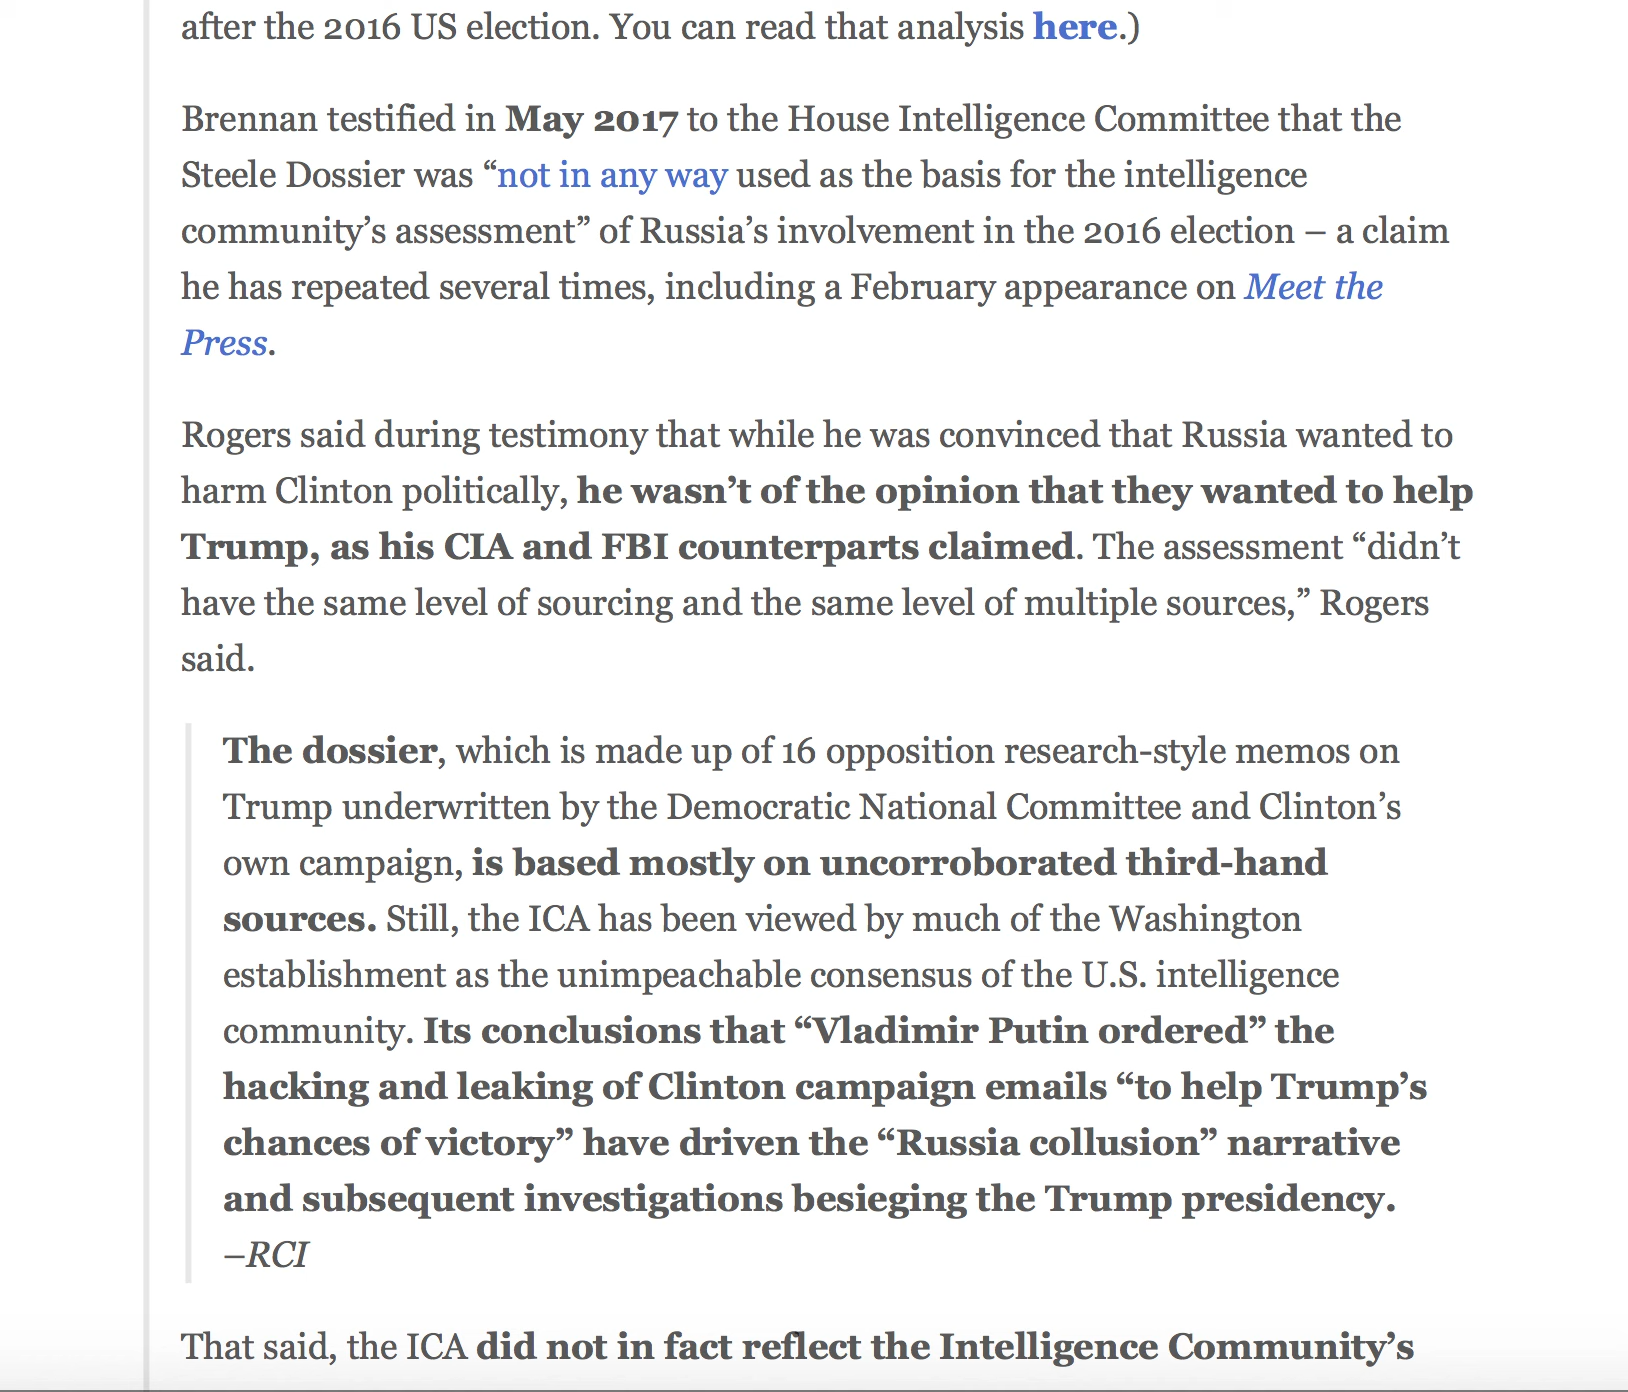 after the 2016 US election. You can read that analysis here.)
Brennan testified in May 2017 to the House Intelligence Committee that the
Steele Dossier was “not in any way used as the basis for the intelligence
community’s assessment” of Russia’s involvement in the 2016 election – a claim
he has repeated several times, including a February appearance on Meet the
Press.
Rogers said during testimony that while he was convinced that Russia wanted to
harm Clinton politically, he wasn’t of the opinion that they wanted to help
Trump, as his CIA and FBI counterparts claimed. The assessment “didn’t
have the same level of sourcing and the same level of multiple sources,” Rogers
said.
The dossier, which is made up of 16 opposition research-style memos on
Trump underwritten by the Democratic National Committee and Clinton’s
own campaign, is based mostly on uncorroborated third-hand
sources. Still, the ICA has been viewed by much of the Washington
establishment as the unimpeachable consensus of the U.S. intelligence
community. Its conclusions that “Vladimir Putin ordered” the
hacking and leaking of Clinton campaign emails “to help Trump’s
chances of victory” have driven the “Russia collusion” narrative
and subsequent investigations besieging the Trump presidency.
–RCI
That said, the ICA did not in fact reflect the Intelligence Community’s